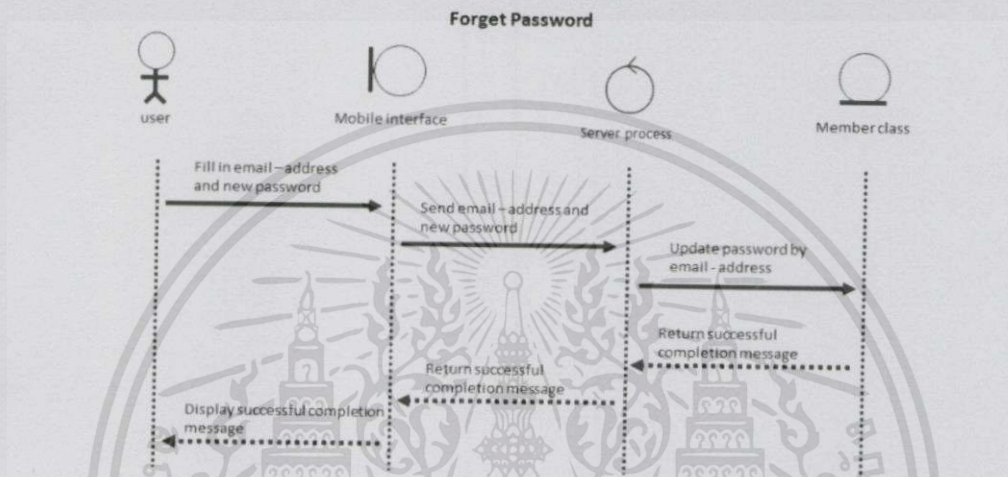 Forget Password
user
Mobile interface
Server process
Member class
Fill in email – address
and new password
Send email – address and
new password
Update password by
email - address
Return successful
completion message
Return successful
completion message
Display successful completion
message